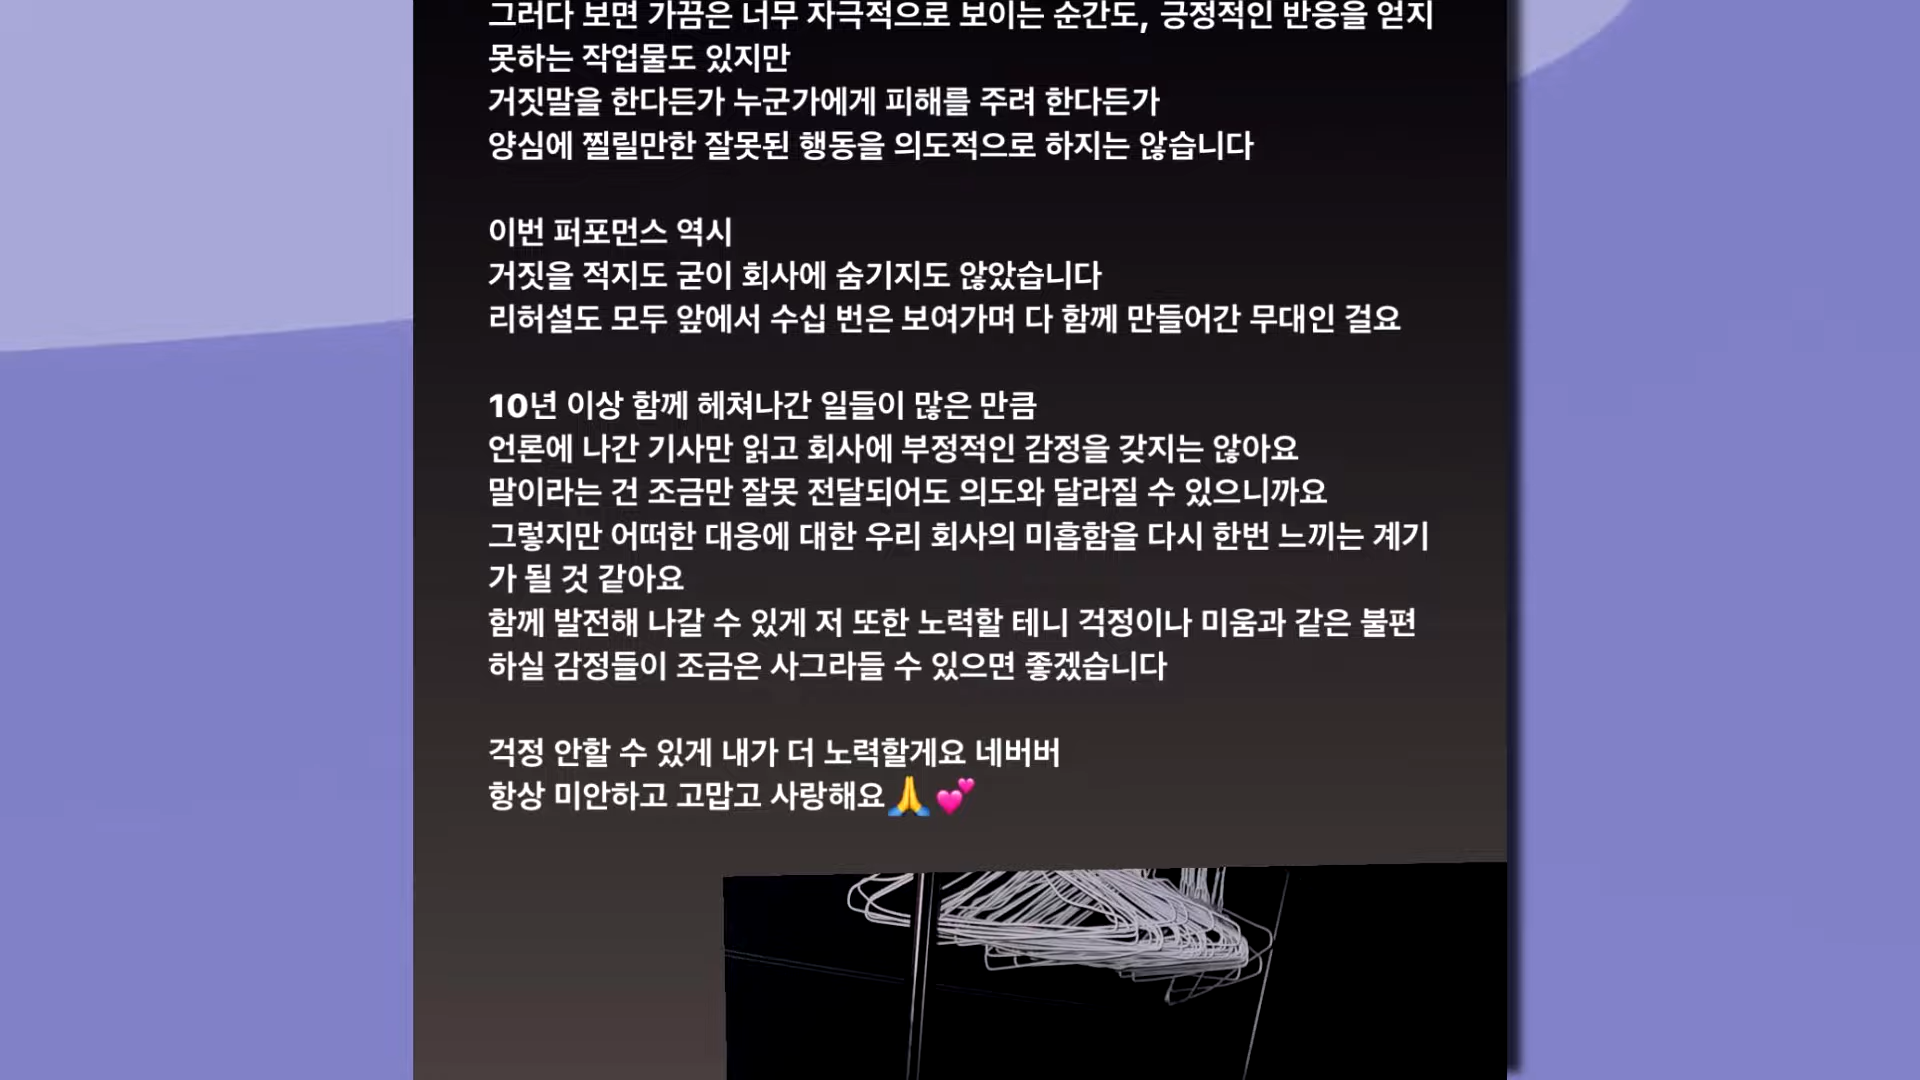 그러다 보면 가끔은 너무 자극적으로 보이는 순간도, 긍정적인 반응을 얻지
못하는 작업물도 있지만
거짓말을 한다든가 누군가에게 피해를 주려 한다든가
양심에 찔릴만한 잘못된 행동을 의도적으로 하지는 않습니다
이번 퍼포먼스 역시
거짓을 적지도 굳이 회사에 숨기지도 않았습니다
리허설도 모두 앞에서 수십 번은 보여가며 다 함께 만들어간 무대인 걸요
10년 이상 함께 헤쳐나간 일들이 많은 만큼
언론에 나간 기사만 읽고 회사에 부정적인 감정을 갖지는 않아요
말이라는 건 조금만 잘못 전달되어도 의도와 달라질 수 있으니까요
그렇지만 어떠한 대응에 대한 우리 회사의 미흡함을 다시 한번 느끼는 계기
가 될 것 같아요
함께 발전해 나갈 수 있게 저 또한 노력할 테니 걱정이나 미움과 같은 불편
하실 감정들이 조금은 사그라들 수 있으면 좋겠습니다
걱정 안할 수 있게 내가 더 노력할게요 네버버
항상 미안하고 고맙고 사랑해요🙏💕